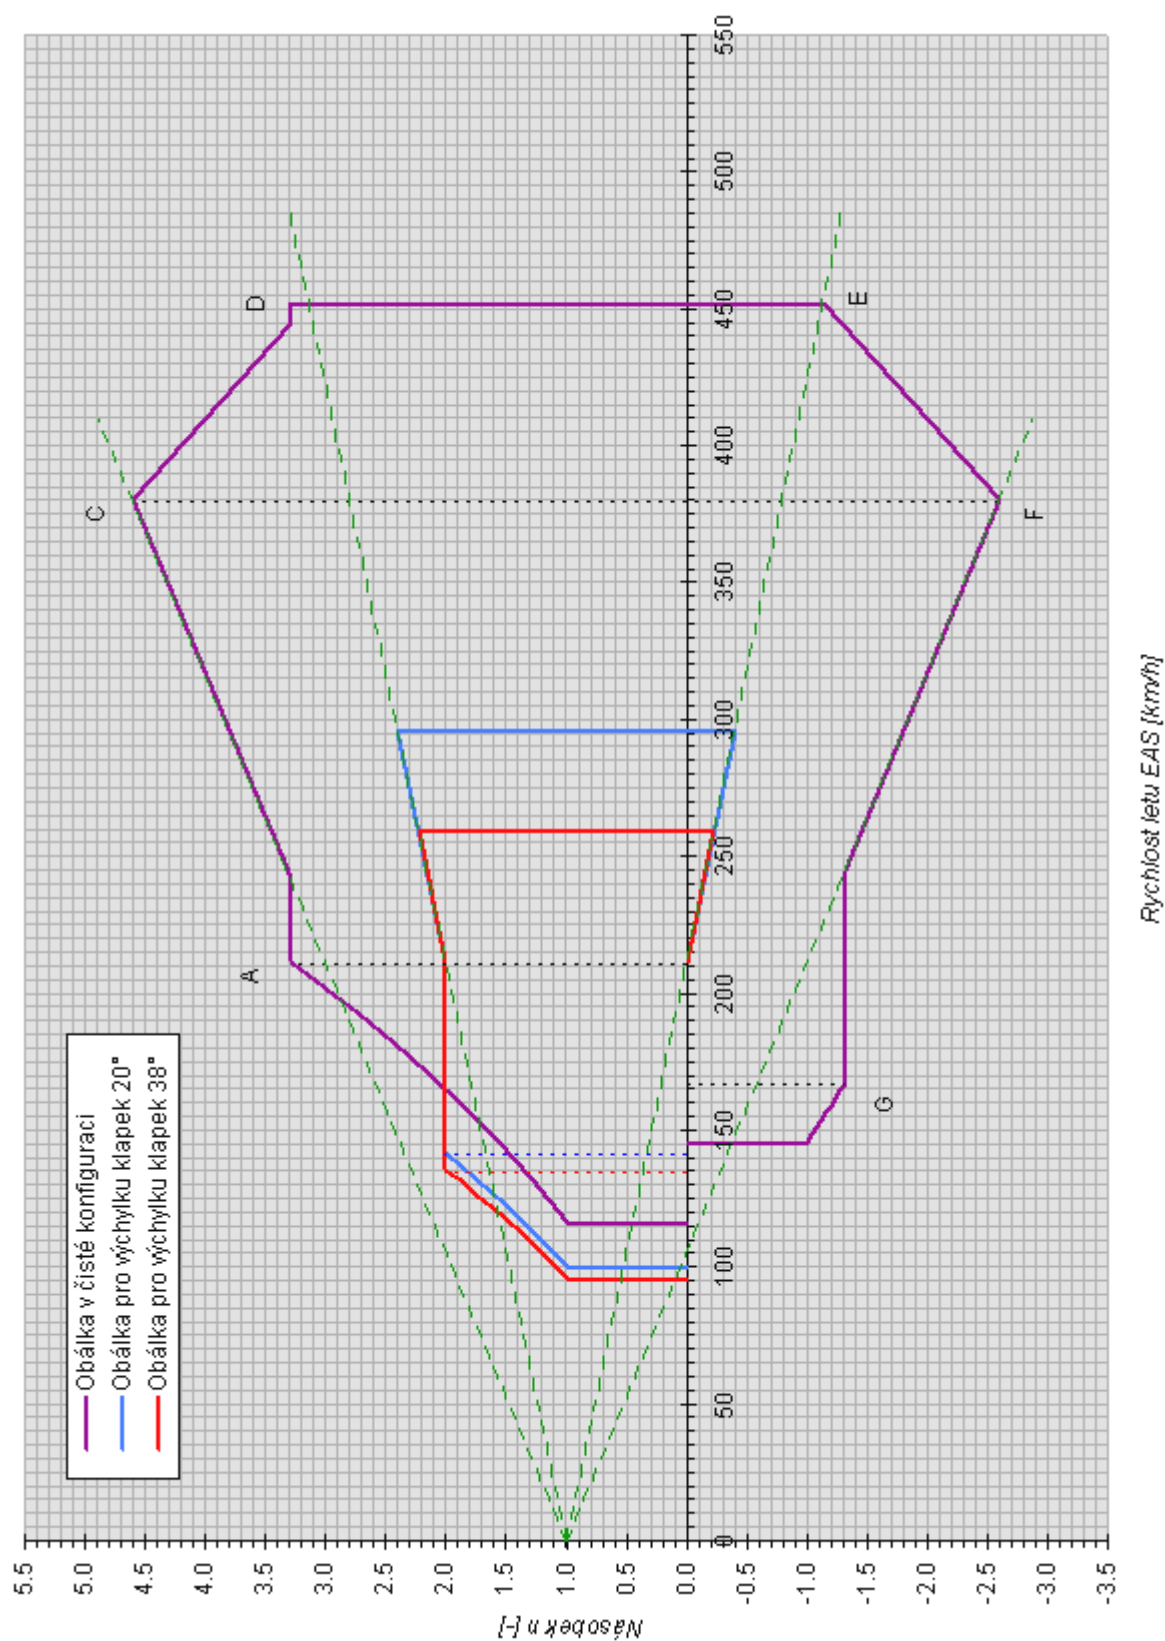 Obálka v čisté konfiguraci
Obálka pro výchylku klapek 20°
Obálka pro výchylku klapek 38°
5.5
5.0
4.5
4.0
3.5
3.0
2.5
2.0
1.5
1.0
0.5
0.0
-0.5
-1.0
-1.5
-2.0
-2.5
-3.0
-3.5
Násobek n [-]
0
50
100
150
200
250
300
350
400
450
500
550
Rychlost letu EAS [km/h]
A
C
D
E
F
G